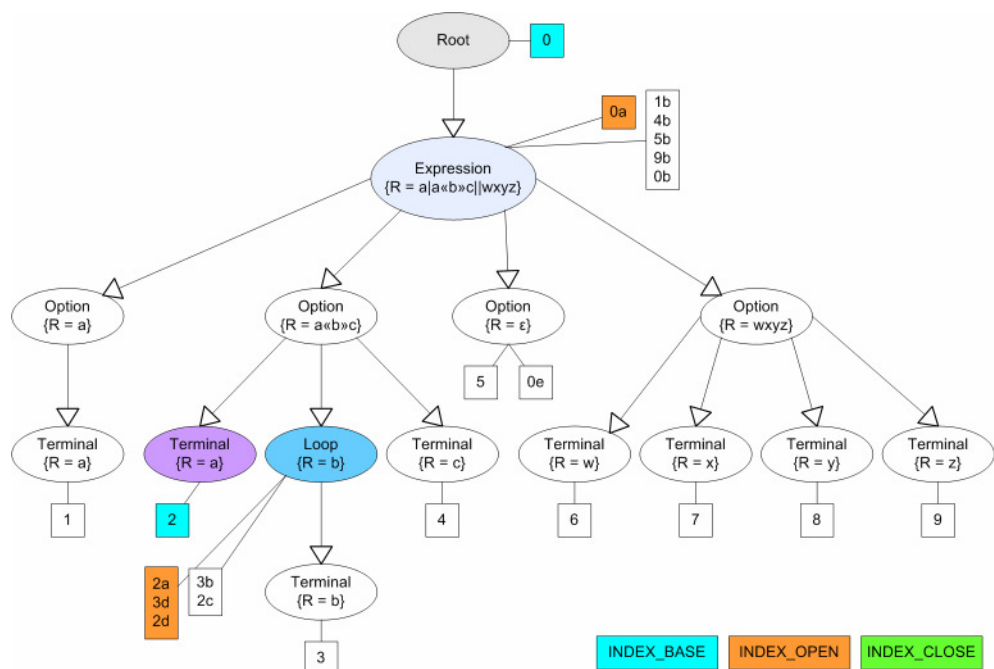 Root
0
0a
1b
4b
5b
9b
0b
Expression
{R = a|a«b»c||wxyz}
Option
{R = a}
Option
{R = a«b»c}
Option
{R = ε}
Option
{R = wxyz}
5
0e
Terminal
{R = a}
Terminal
{R = a}
Loop
{R = b}
Terminal
{R = c}
Terminal
{R = w}
Terminal
{R = x}
Terminal
{R = y}
Terminal
{R = z}
1
2
4
6
7
8
9
2a
3d
2d
3b
2c
Terminal
{R = b}
3
INDEX_BASE
INDEX_OPEN
INDEX_CLOSE